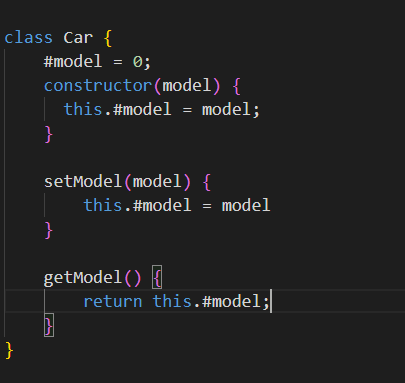 class Car {
    #model = 0;
    constructor(model) {
      this.#model = model;
    }

    setModel(model) {
        this.#model = model
    }

    getModel() {
        return this.#model;
    }
}